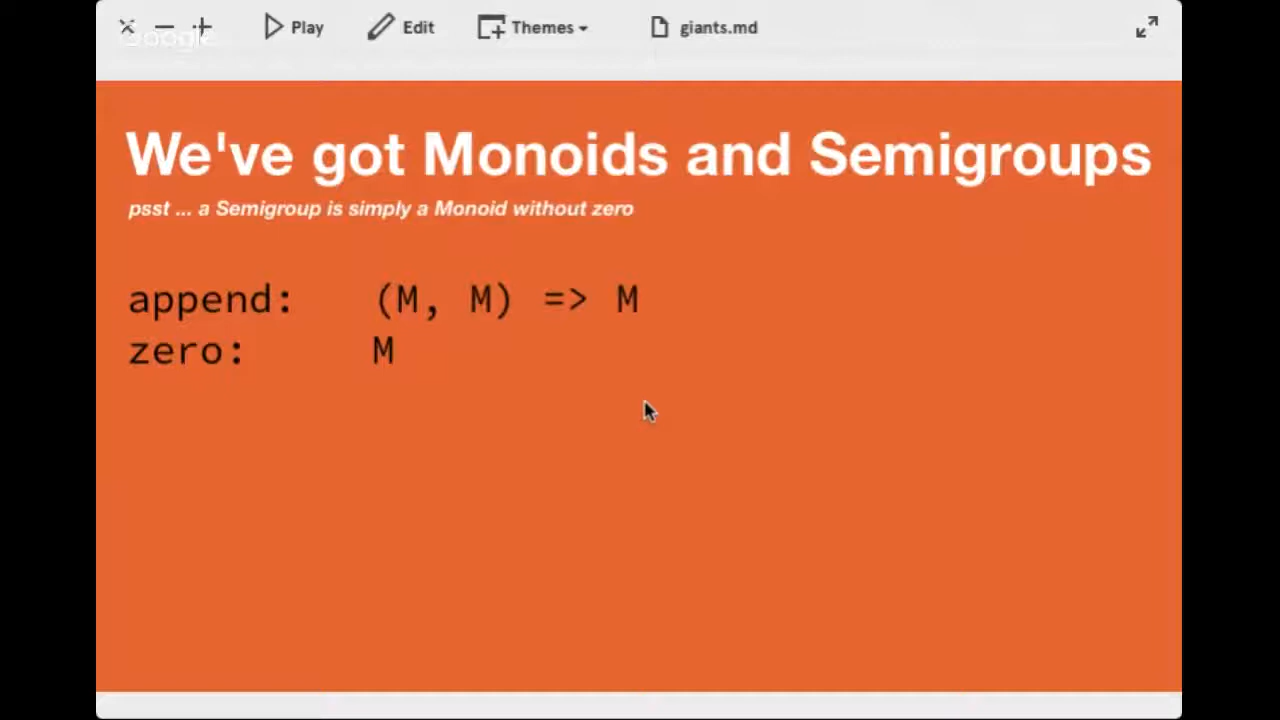 Google
Play Edit Themes giants.md
We've got Monoids and Semigroups
psst ... a Semigroup is simply a Monoid without zero
append: (M, M) => M
zero: M